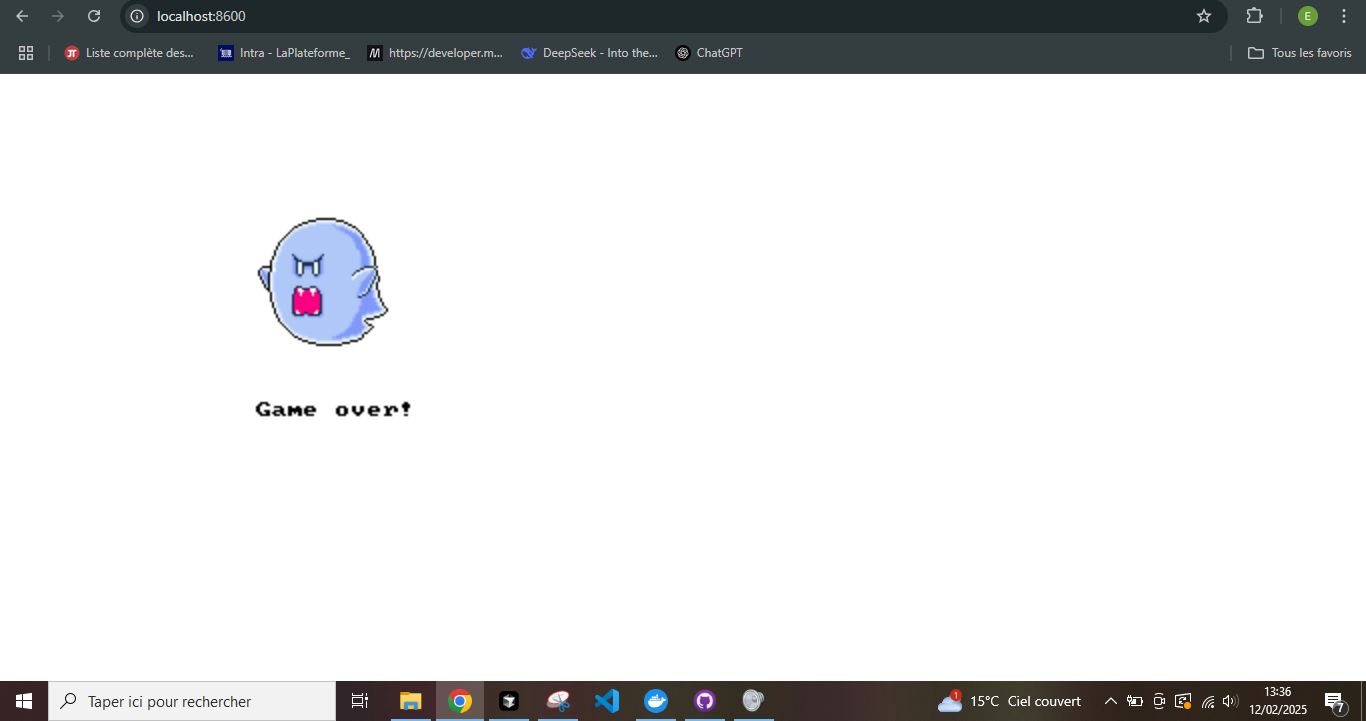 localhost:8600
E
Liste complète des...
Intra - LaPlateforme_
M
https://developer.m...
DeepSeek - Into the...
ChatGPT
Tous les favoris
Game over!
Taper ici pour rechercher
1
15°C Ciel couvert
13:36
12/02/2025
7